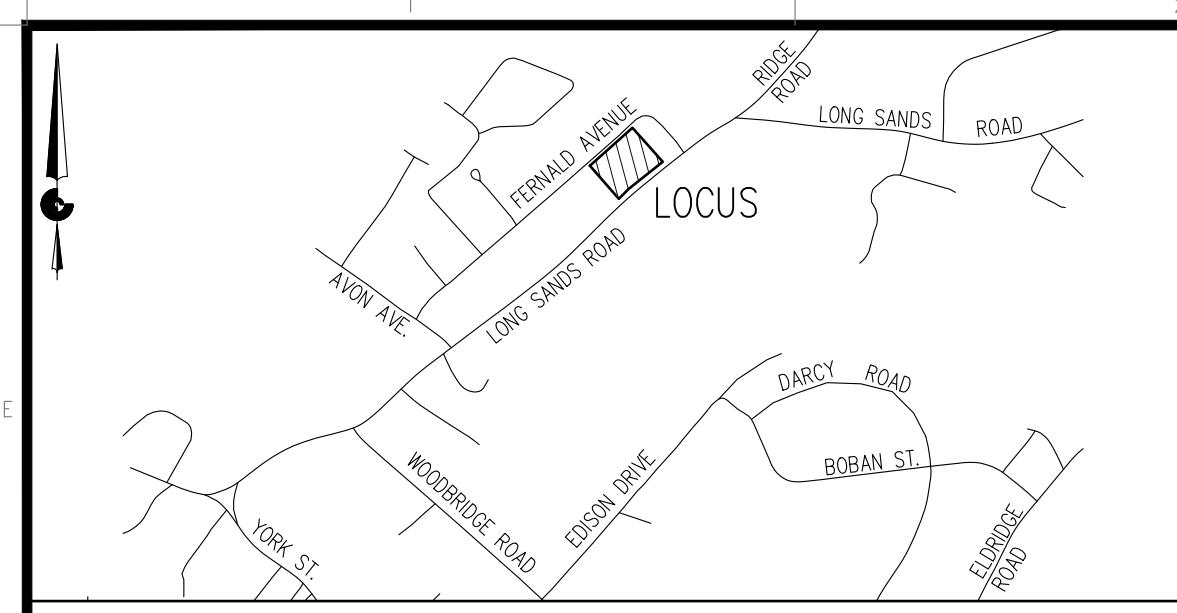 RIDGE
ROAD
LONG SANDS ROAD
FERNALD AVENUE
LOCUS
LONG SANDS ROAD
AVON AVE.
DARCY ROAD
E
BOBAN ST.
WOODBRIDGE ROAD
EDISON DRIVE
YORK ST.
ELDRIDGE
ROAD